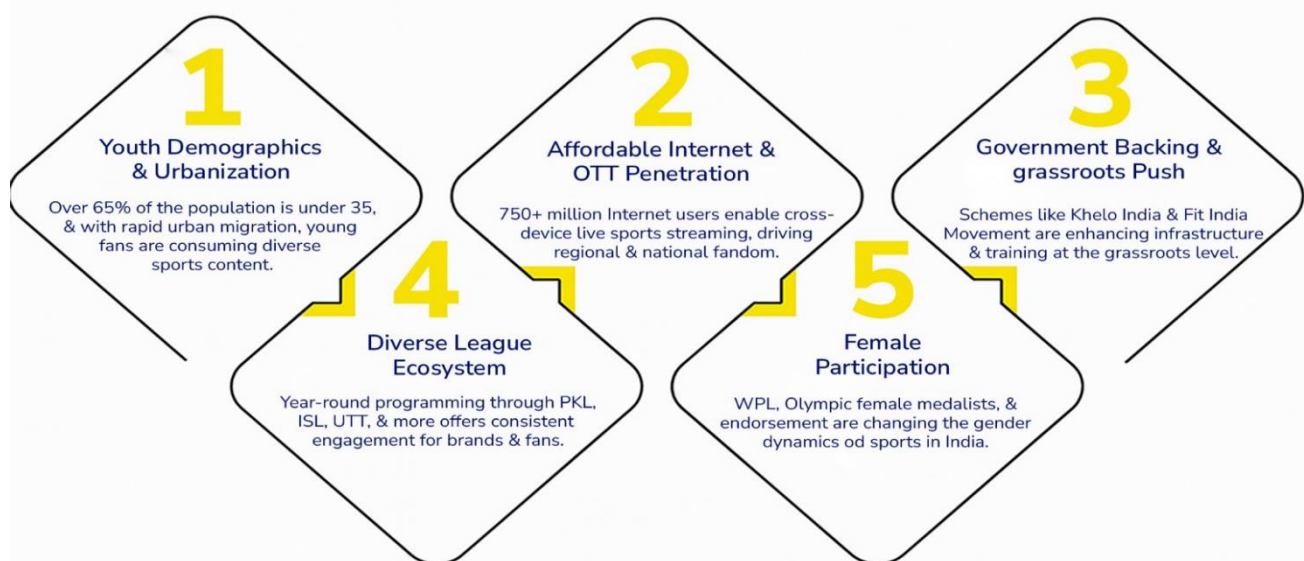 1
Youth Demographics
& Urbanization
Over 65% of the population is under 35,
& with rapid urban migration, young
fans are consuming diverse
sports content.
2
Affordable Internet &
OTT Penetration
750+ million Internet users enable cross-
device live sports streaming, driving
regional & national fandom.
3
Government Backing &
grassroots Push
Schemes like Khelo India & Fit India
Movement are enhancing infrastructure
& training at the grassroots level.
4
Diverse League
Ecosystem
Year-round programming through PKL,
ISL, UTT, & more offers consistent
engagement for brands & fans.
5
Female
Participation
WPL, Olympic female medalists, &
endorsement are changing the gender
dynamics od sports in India.